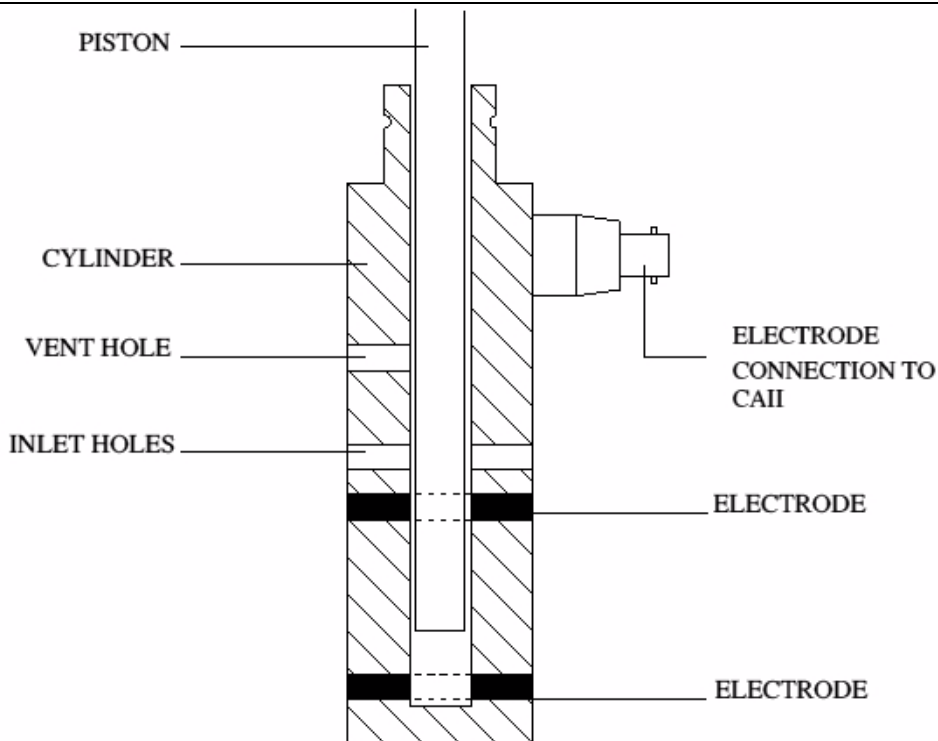 PISTON
CYLINDER
VENT HOLE
INLET HOLES
ELECTRODE
CONNECTION TO
CAII
ELECTRODE
ELECTRODE